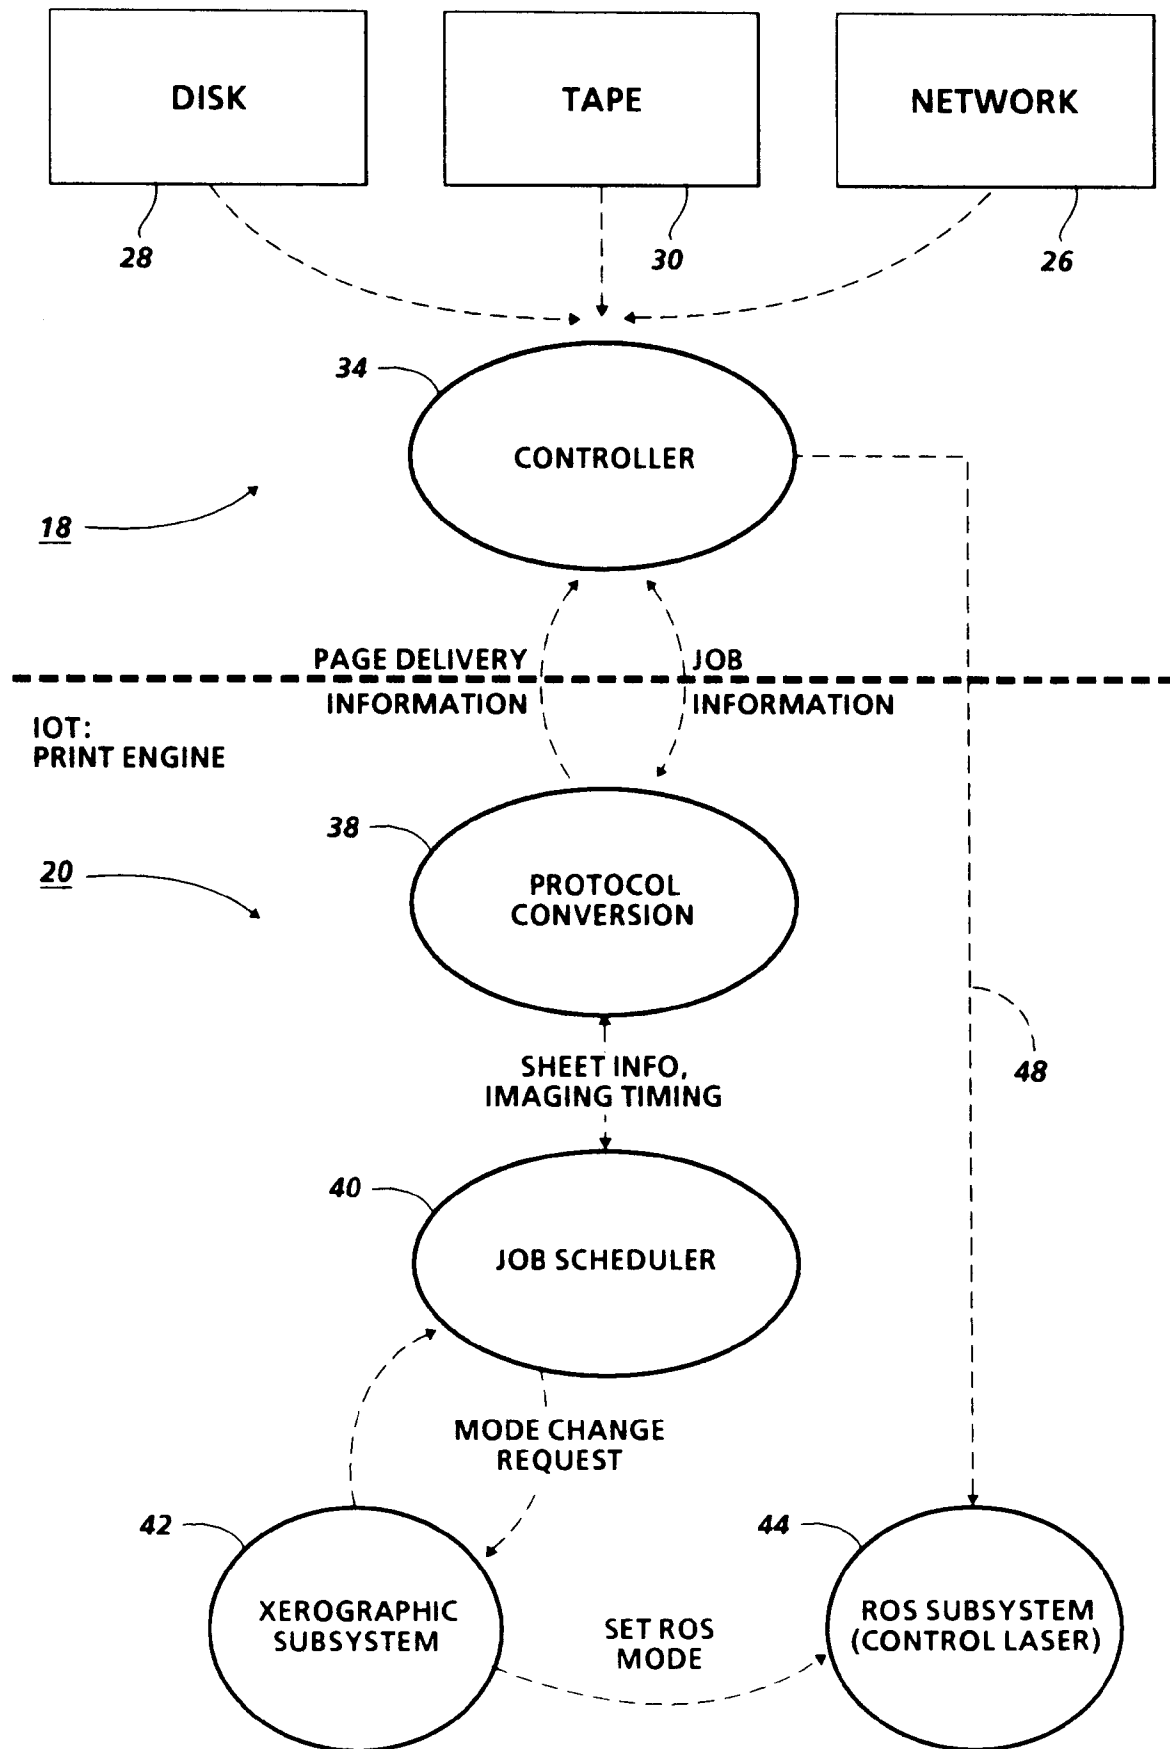 DISK
TAPE
NETWORK
28
30
26
34
CONTROLLER
18
PAGE DELIVERY
INFORMATION
JOB
INFORMATION
IOT:
PRINT ENGINE
38
20
PROTOCOL
CONVERSION
SHEET INFO,
IMAGING TIMING
48
40
JOB SCHEDULER
MODE CHANGE
REQUEST
42
44
XEROGRAPHIC
SUBSYSTEM
SET ROS
MODE
ROS SUBSYSTEM
(CONTROL LASER)